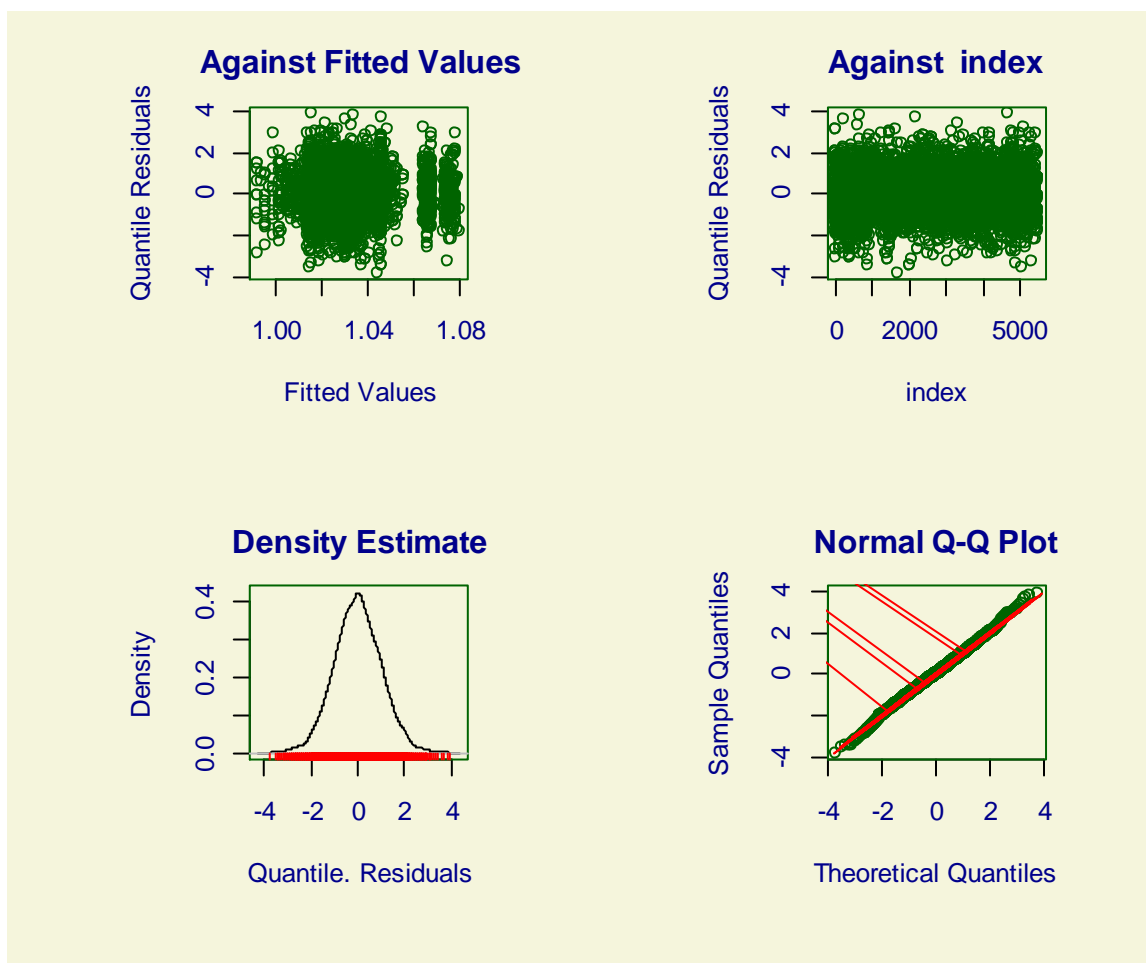 Against Fitted Values
Quantile Residuals
4
2
0
-4
1.00 1.04 1.08
Fitted Values
Against index
Quantile Residuals
4
2
0
-4
0 2000 5000
index
Density Estimate
Density
0.4
0.2
0.0
-4 -2 0 2 4
Quantile. Residuals
Normal Q-Q Plot
Sample Quantiles
4
2
0
-4
-4 -2 0 2 4
Theoretical Quantiles